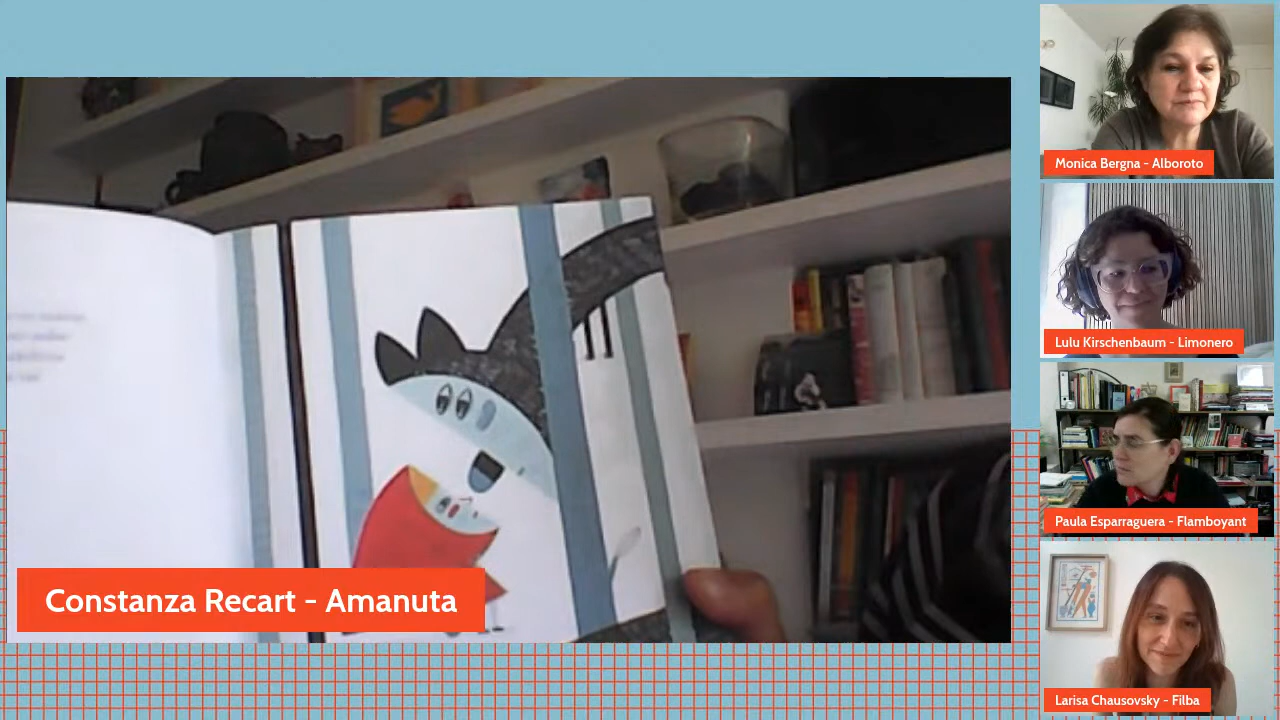 Monica Bergna - Alboroto
Lulu Kirschenbaum - Limonero
Paula Esparraguera - Flamboyant
Constanza Recart - Amanuta
Larisa Chausovsky - Filba